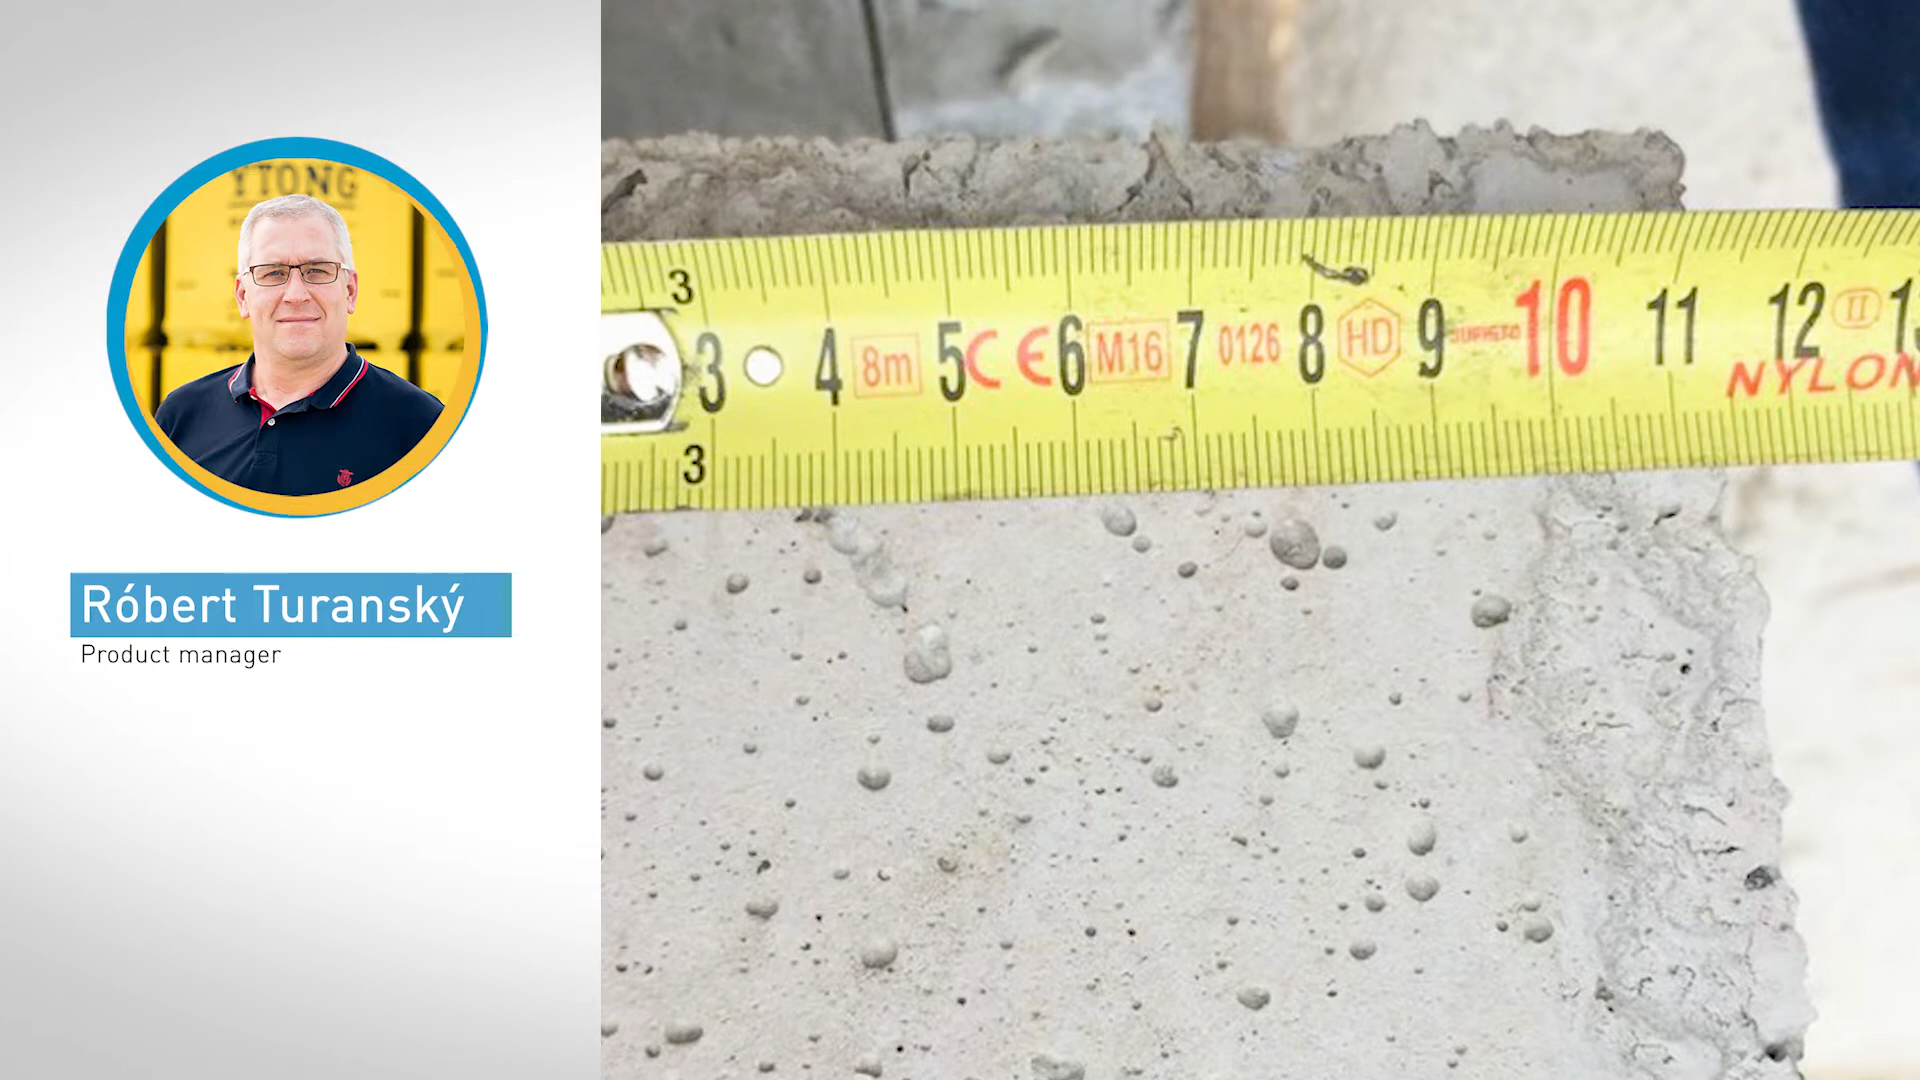 YTONG
Róbert Turanský
Product manager
3
3 4 8m 5 CE 6 M16 7 0126 8 HD 9 10 11 12 II
NYLON
3